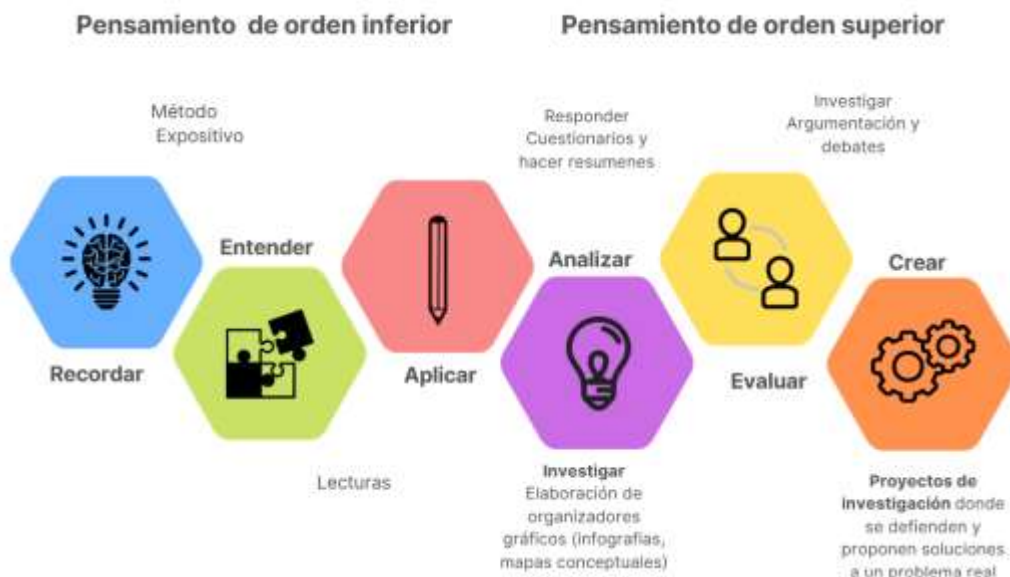 Pensamiento de orden inferior
Pensamiento de orden superior
Método
Expositivo
Responder
Cuestionarios y
hacer resumenes
Investigar
Argumentación y
debates
Recordar
Entender
Aplicar
Analizar
Evaluar
Crear
Lecturas
Investigar
Elaboración de
organizadores
gráficos (infografías,
mapas conceptuales)
Proyectos de
investigación donde
se defienden y
proponen soluciones
a un problema real